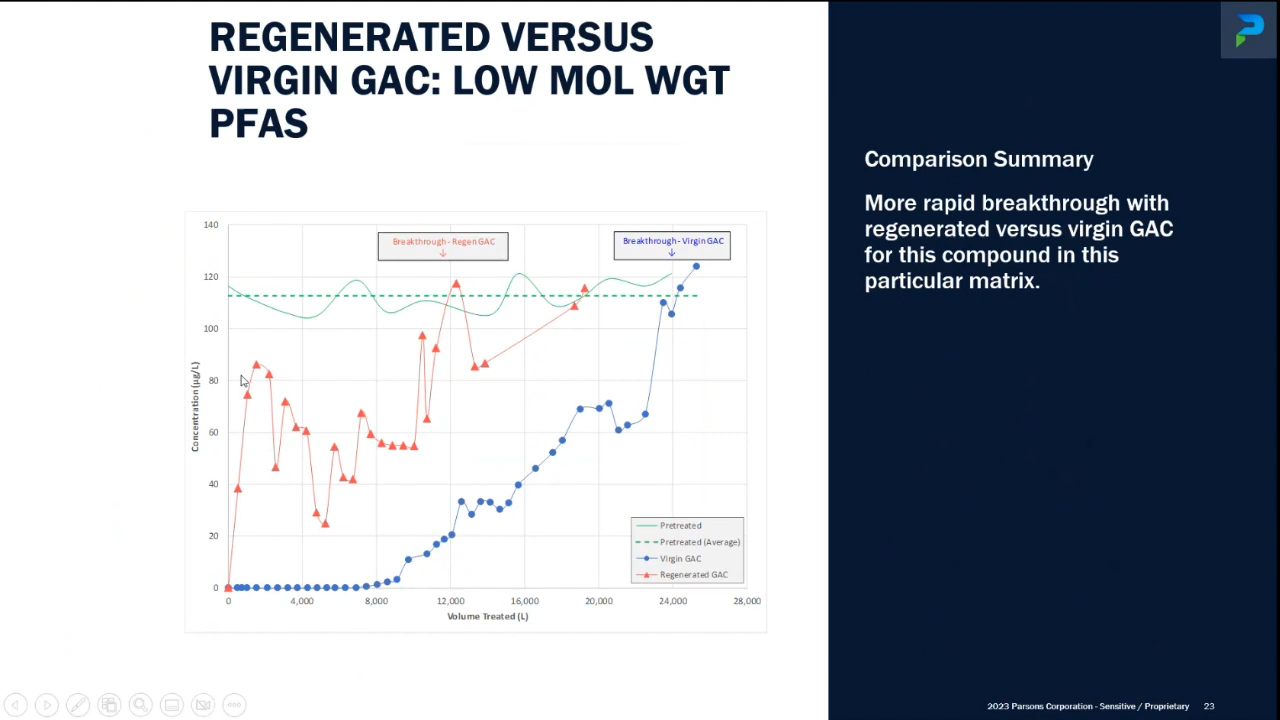 REGENERATED VERSUS
VIRGIN GAC: LOW MOL WGT
PFAS
Comparison Summary
More rapid breakthrough with
regenerated versus virgin GAC
for this compound in this
particular matrix.
Breakthrough - Regen GAC
↓
Breakthrough - Virgin GAC
↓
140
120
100
80
60
40
20
0
Concentration (µg/L)
0 4,000 8,000 12,000 16,000 20,000 24,000 28,000
Volume Treated (L)
Pretreated
Pretreated (Average)
Virgin GAC
Regenerated GAC
2023 Parsons Corporation - Sensitive / Proprietary 23